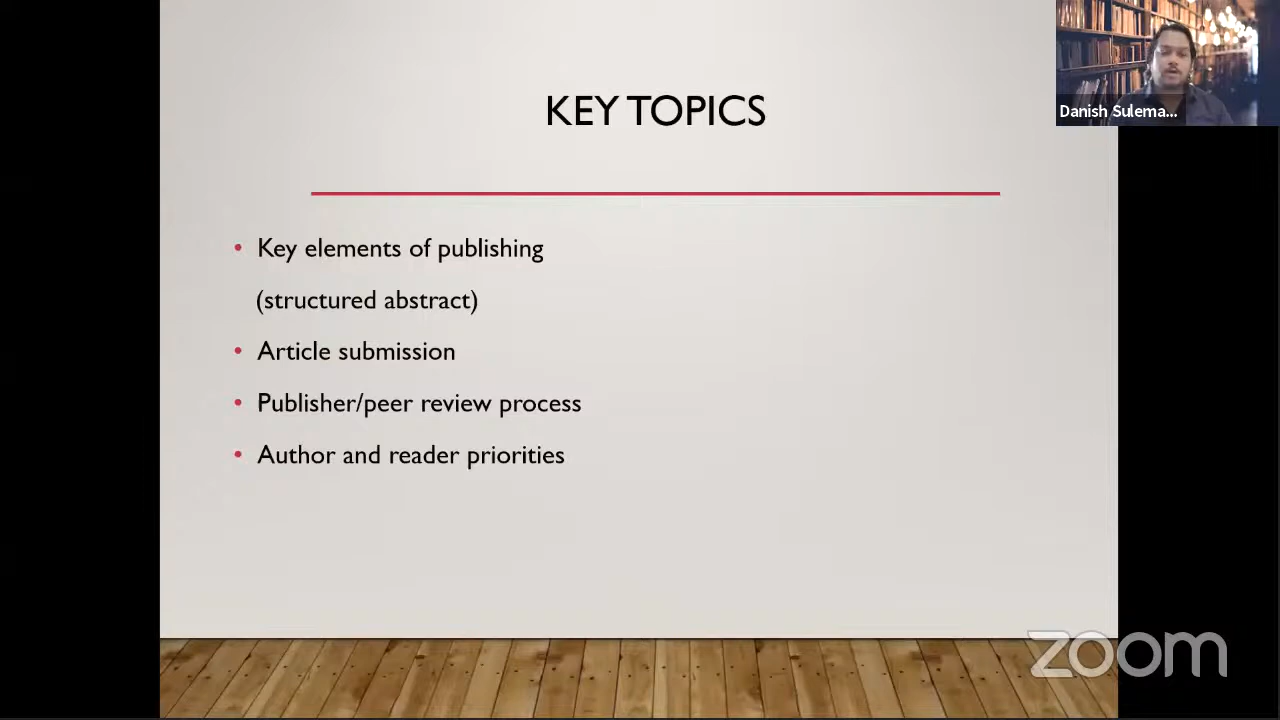 KEY TOPICS
Danish Sulema...
• Key elements of publishing
(structured abstract)
• Article submission
• Publisher/peer review process
• Author and reader priorities
zoom